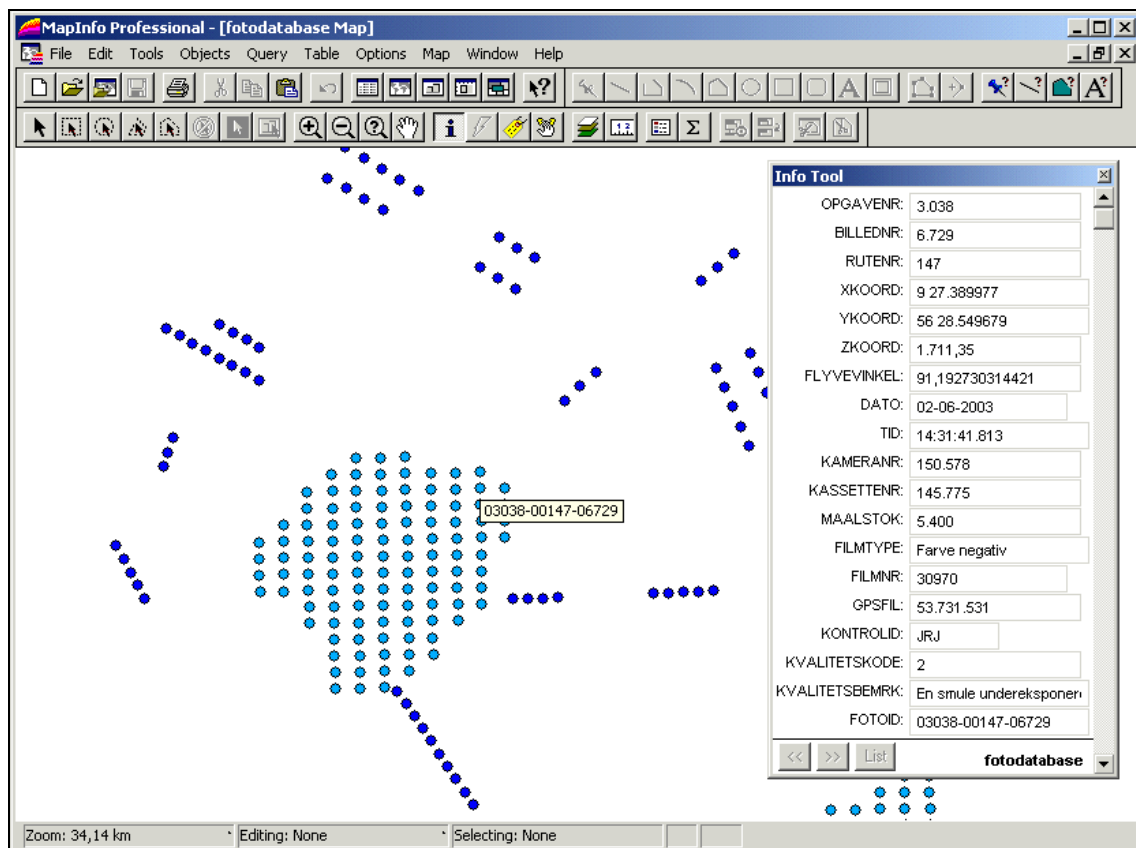 MapInfo Professional - [fotodatabase Map]
File Edit Tools Objects Query Table Options Map Window Help
Info Tool
OPGAVENR: 3.038
BILLEDNR: 6.729
RUTENR: 147
XKOORD: 9 27.389977
YKOORD: 56 28.549679
ZKOORD: 1.711,35
FLYVEVINKEL: 91,192730314421
DATO: 02-06-2003
TID: 14:31:41.813
KAMERANR: 150.578
KASSETTENR: 145.775
MAALSTOK: 5.400
FILMTYPE: Farve negativ
FILMNR: 30970
GPSFIL: 53.731.531
KONTROLID: JRJ
KVALITETSKODE: 2
KVALITETSBEMRK: En smule undereksponer
FOTOID: 03038-00147-06729
<< >> List fotodatabase
03038-00147-06729
Zoom: 34,14 km Editing: None Selecting: None